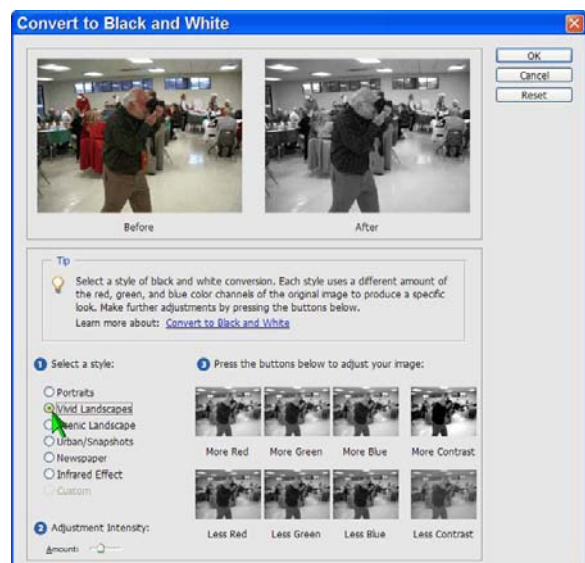 Convert to Black and White
OK
Cancel
Reset
Before
After
Tip
Select a style of black and white conversion. Each style uses a different amount of
the red, green, and blue color channels of the original image to produce a specific
look. Make further adjustments by pressing the buttons
below.
Learn more about: Convert to Black and White
1 Select a style:
3 Press the buttons below to adjust your image:
Portraits
Vivid Landscapes
enic Landscape
Urban/Snapshots
Newspaper
Infrared Effect
Custom
More Red
More Green
More Blue
More Contrast
Less Red
Less Green
Less Blue
Less Contrast
2 Adjustment Intensity:
Amount: